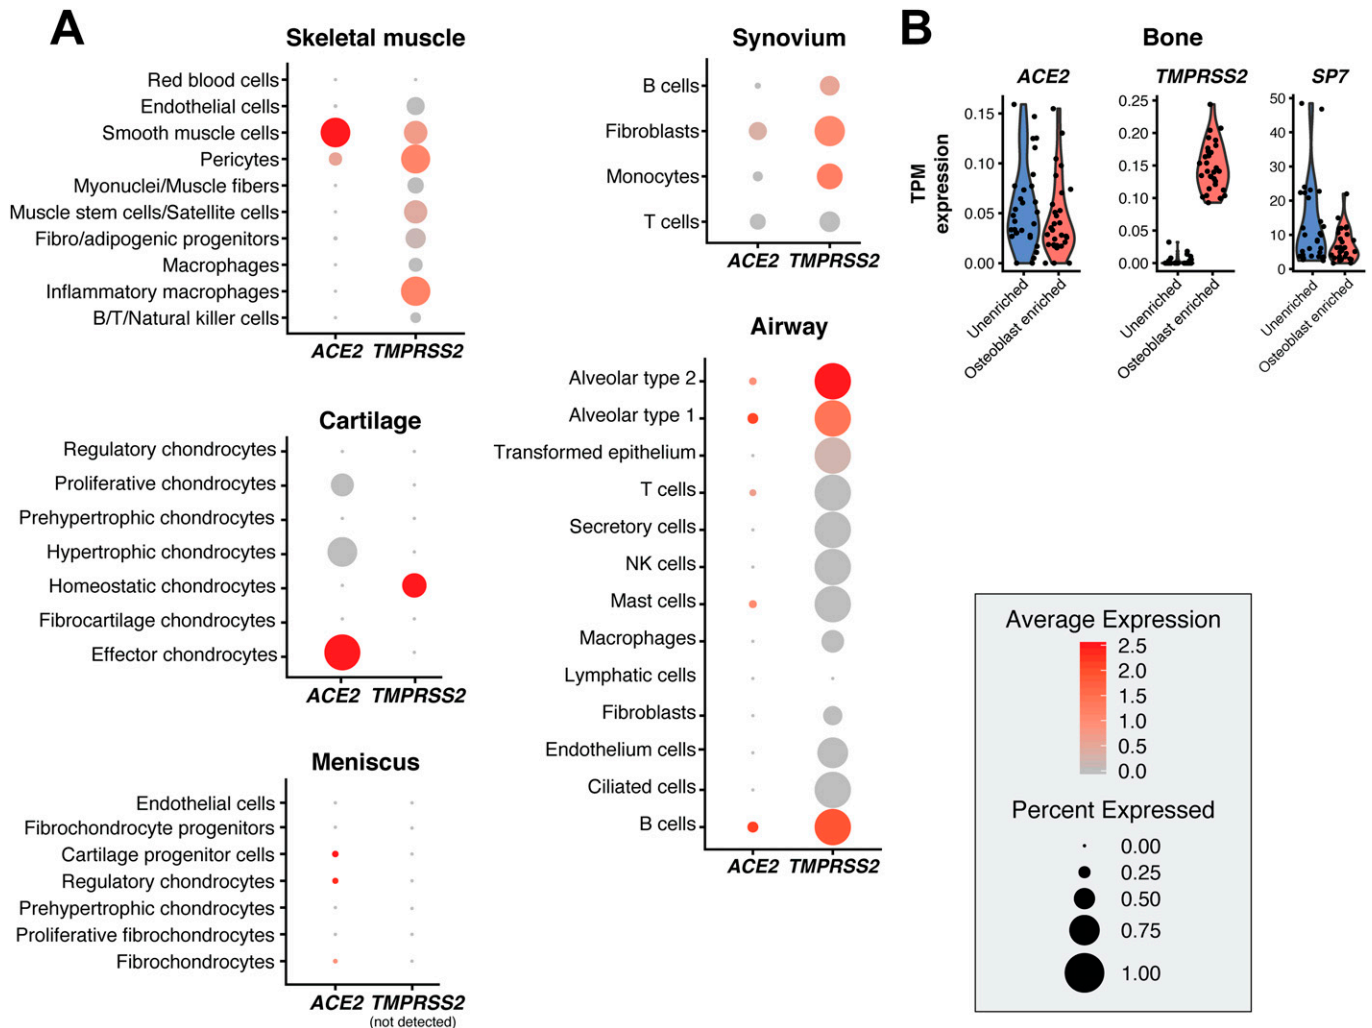 A
Skeletal muscle
Red blood cells
Endothelial cells
Smooth muscle cells
Pericytes
Myonuclei/Muscle fibers
Muscle stem cells/Satellite cells
Fibro/adipogenic progenitors
Macrophages
Inflammatory macrophages
B/T/Natural killer cells
ACE2 TMPRSS2
Cartilage
Regulatory chondrocytes
Proliferative chondrocytes
Prehypertrophic chondrocytes
Hypertrophic chondrocytes
Homeostatic chondrocytes
Fibrocartilage chondrocytes
Effector chondrocytes
ACE2 TMPRSS2
Meniscus
Endothelial cells
Fibrochondrocyte progenitors
Cartilage progenitor cells
Regulatory chondrocytes
Prehypertrophic chondrocytes
Proliferative fibrochondrocytes
Fibrochondrocytes
ACE2 TMPRSS2
(not detected)
Synovium
B cells
Fibroblasts
Monocytes
T cells
ACE2 TMPRSS2
Airway
Alveolar type 2
Alveolar type 1
Transformed epithelium
T cells
Secretory cells
NK cells
Mast cells
Macrophages
Lymphatic cells
Fibroblasts
Endothelium cells
Ciliated cells
B cells
ACE2 TMPRSS2
B
Bone
ACE2 TMPRSS2 SP7
TPM
expression
0.15
0.10
0.05
0.00
Unenriched
Osteoblast enriched
0.25
0.20
0.15
0.10
0.05
0.00
Unenriched
Osteoblast enriched
50
40
30
20
10
0
Unenriched
Osteoblast enriched
Average Expression
2.5
2.0
1.5
1.0
0.5
0.0
Percent Expressed
0.00
0.25
0.50
0.75
1.00